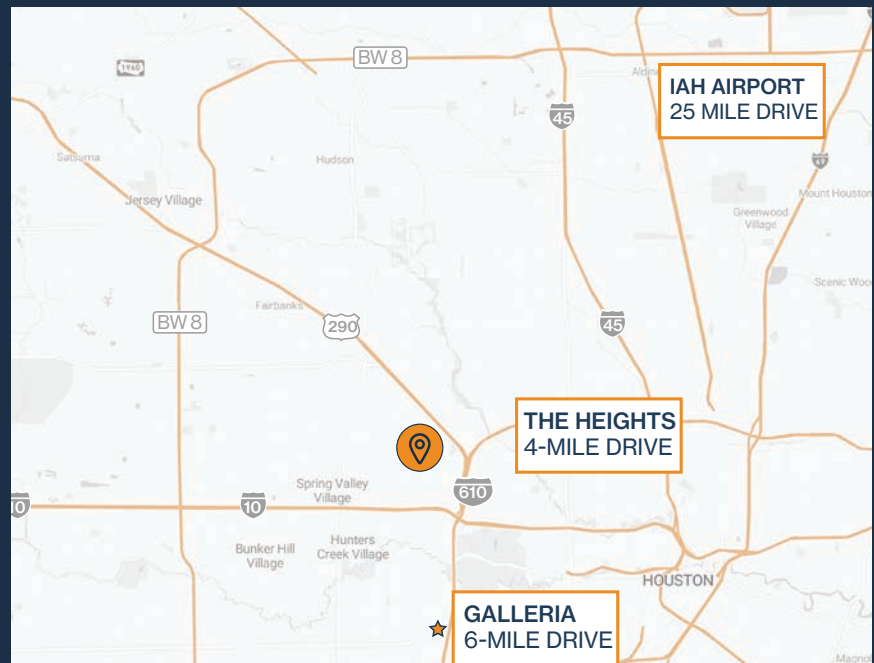 BW 8
1960
45
Aldine
IAH AIRPORT
25 MILE DRIVE
Satsuma
Hudson
69
Jersey Village
Mount Houston
Greenwood
Village
Scenic Woo
Fairbanks
BW 8
290
45
THE HEIGHTS
4-MILE DRIVE
Spring Valley
Village
610
10
10
Bunker Hill
Village
Hunters
Creek Village
HOUSTON
GALLERIA
6-MILE DRIVE
Magnol